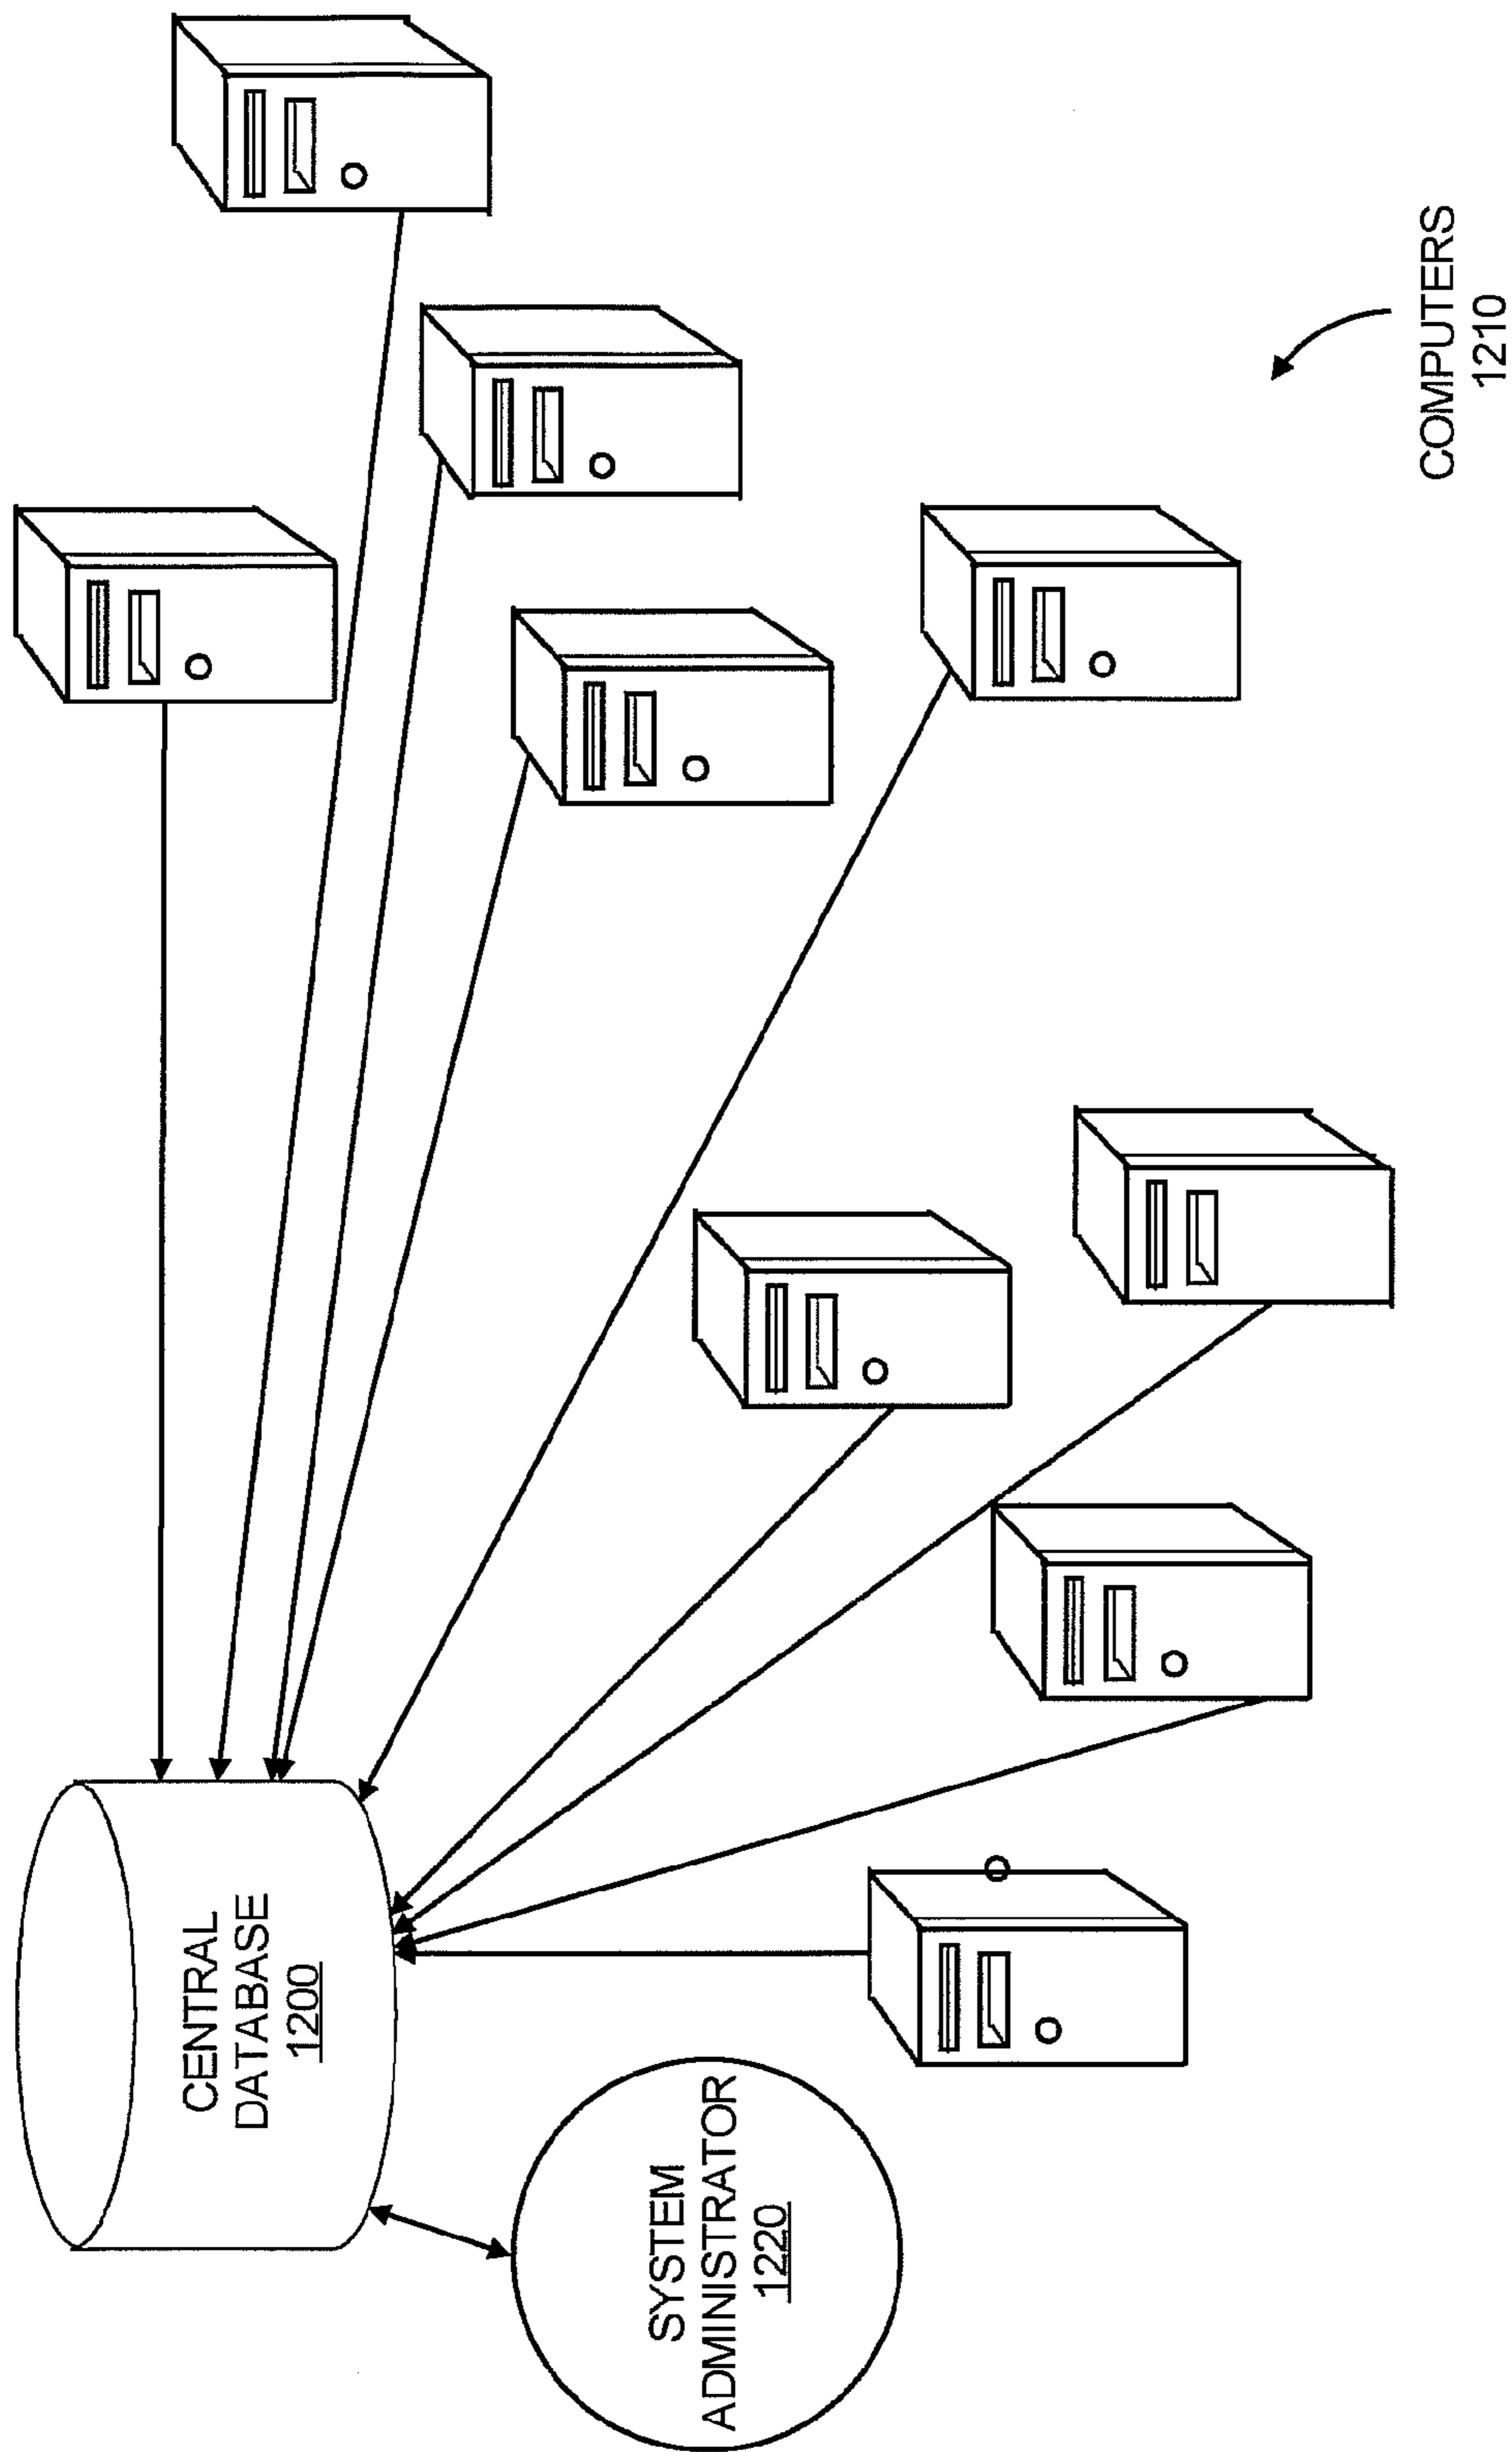 CENTRAL
DATABASE
1200
SYSTEM
ADMINISTRATOR
1220
COMPUTERS
1210